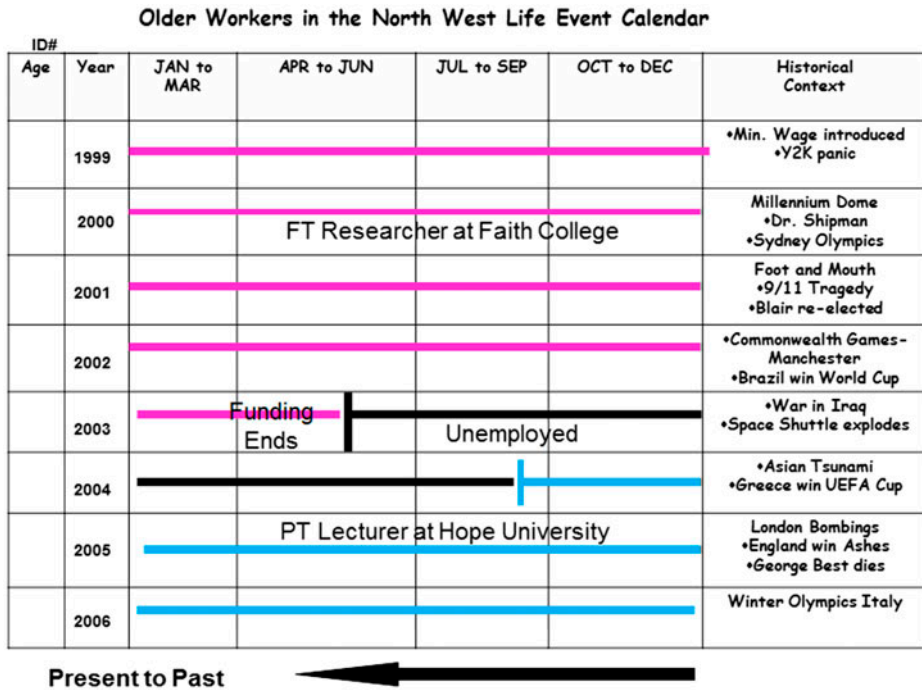 Older Workers in the North West Life Event Calendar
ID#
Age Year JAN to APR to JUN JUL to SEP OCT to DEC Historical
MAR Context
1999 ♦Min. Wage introduced
♦Y2K panic
2000 Millennium Dome
FT Researcher at Faith College ♦Dr. Shipman
♦Sydney Olympics
2001 Foot and Mouth
♦9/11 Tragedy
♦Blair re-elected
2002 ♦Commonwealth Games-
Manchester
♦Brazil win World Cup
2003 Funding ♦War in Iraq
Ends Unemployed ♦Space Shuttle explodes
2004 ♦Asian Tsunami
♦Greece win UEFA Cup
PT Lecturer at Hope University London Bombings
2005 ♦England win Ashes
♦George Best dies
2006 Winter Olympics Italy
Present to Past